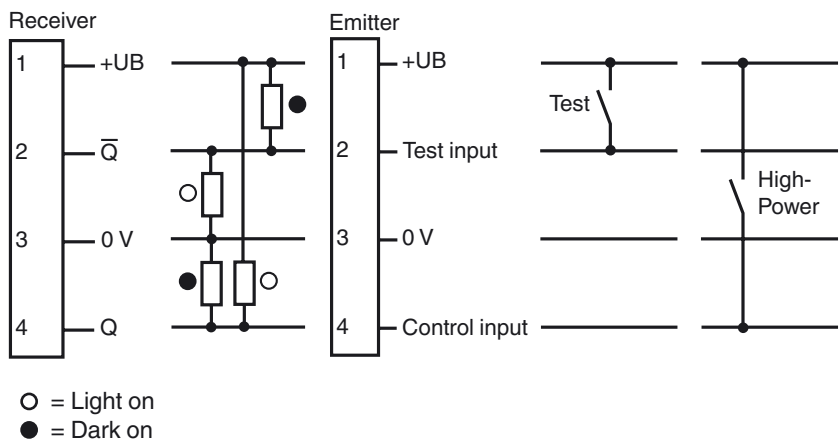 Receiver
1 +UB
2 Q̅
3 0 V
4 Q
Emitter
1 +UB
2 Test input
3 0 V
4 Control input
Test
High-
Power
= Light on
= Dark on